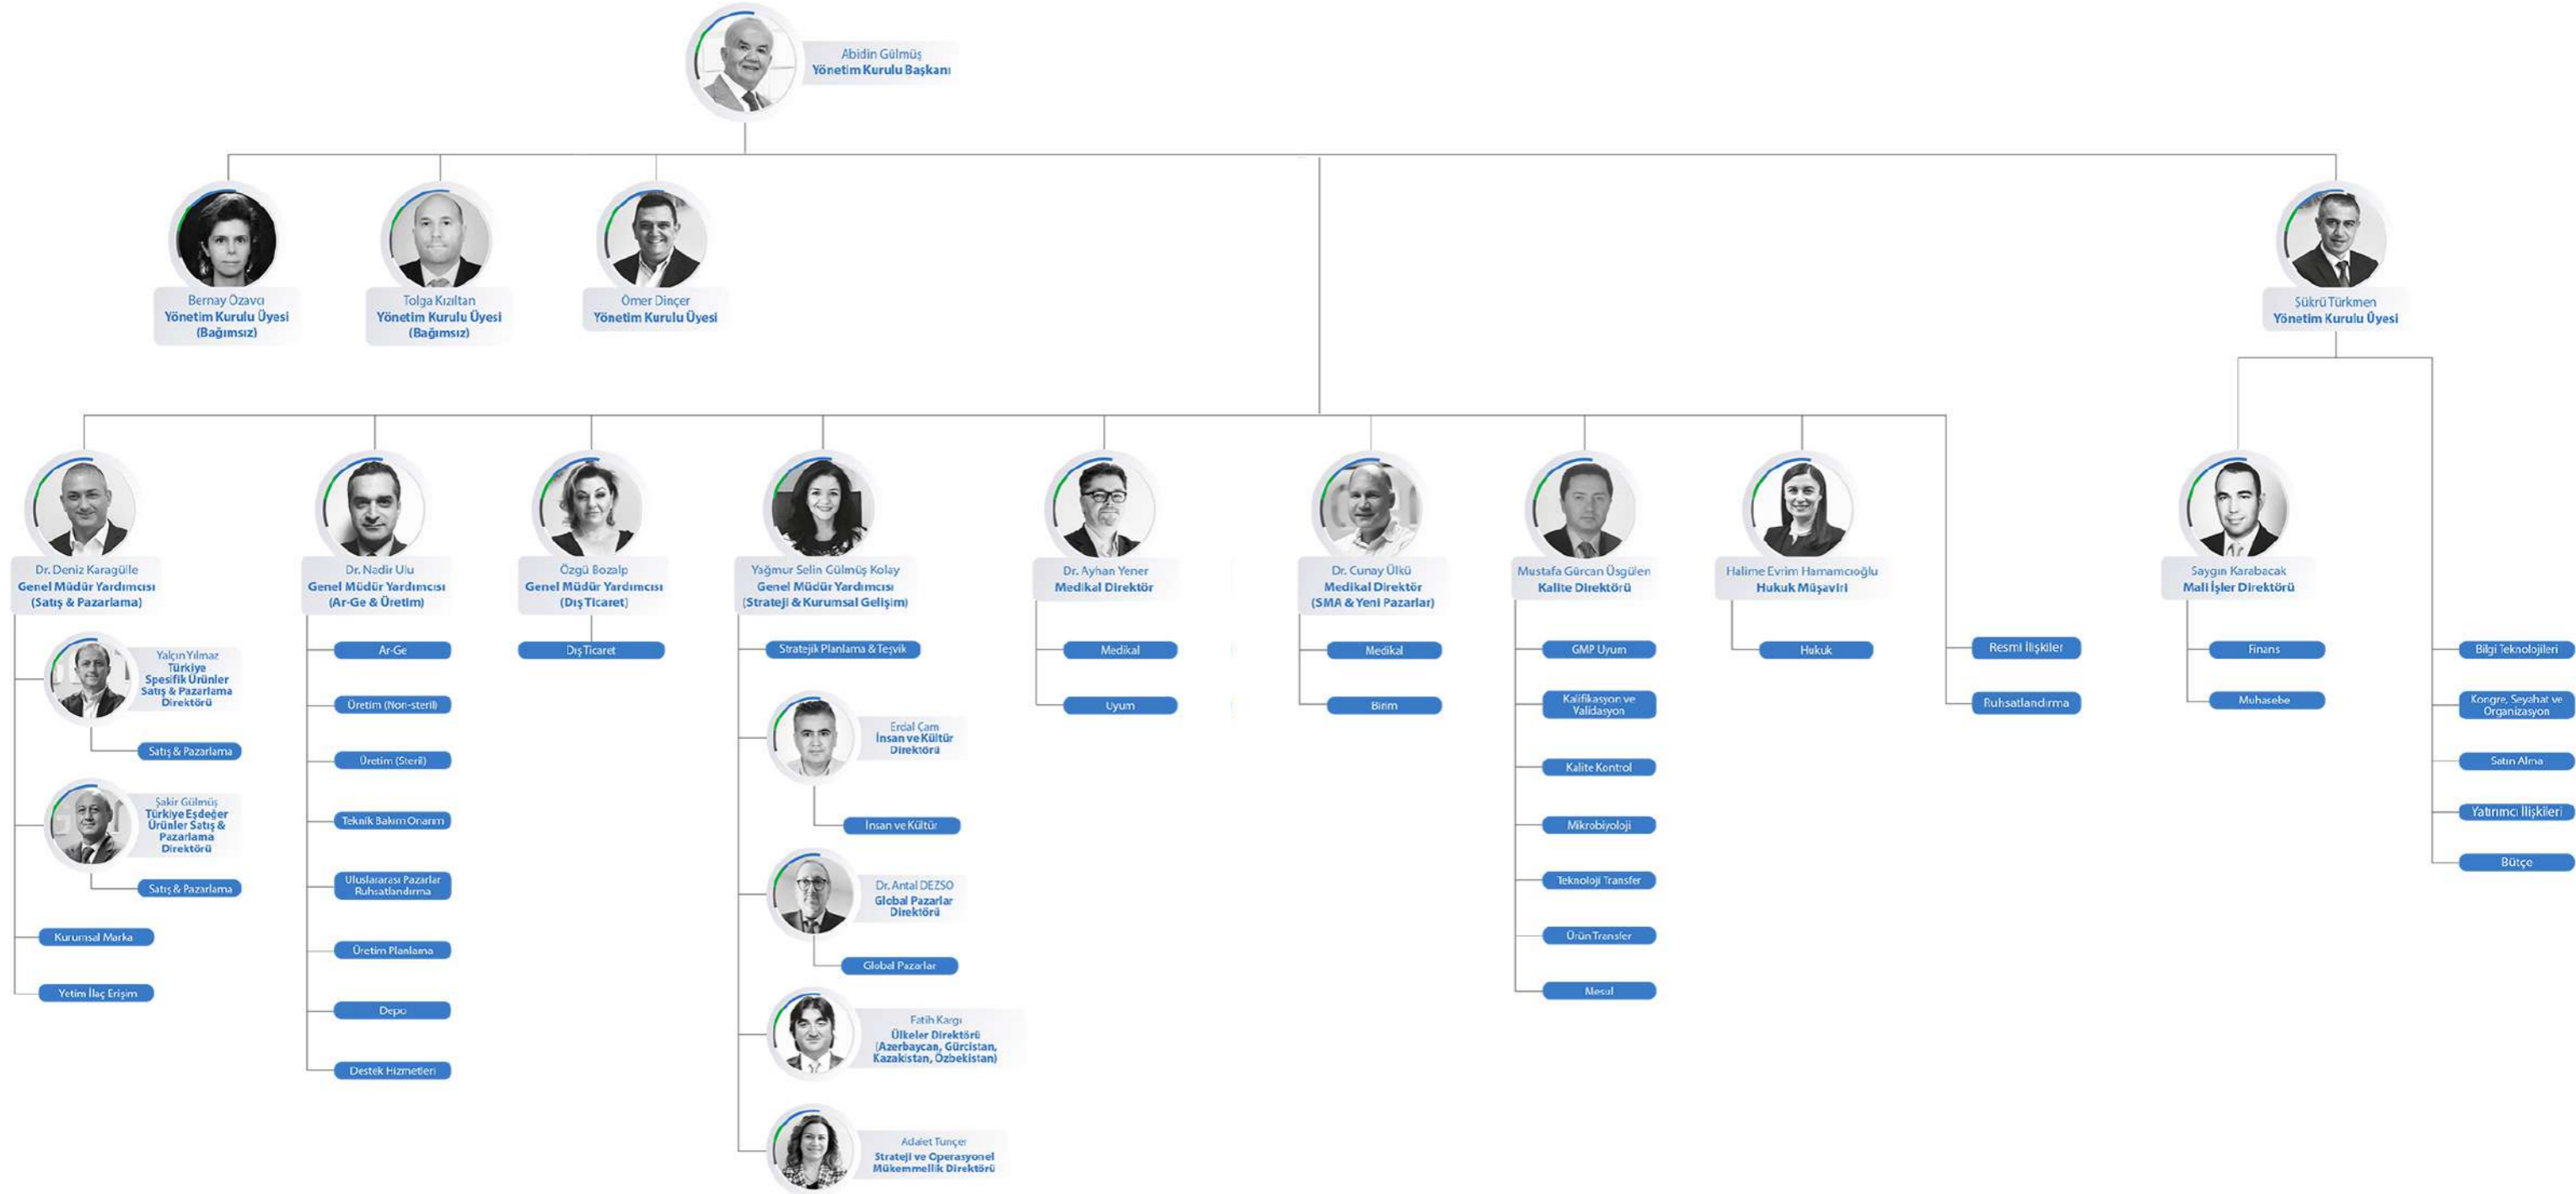 Abidin Gülmüş
Yönetim Kurulu Başkanı
Bernay Özavcı
Yönetim Kurulu Üyesi
(Bağımsız)
Tolga Kızıltan
Yönetim Kurulu Üyesi
(Bağımsız)
Ömer Dinçer
Yönetim Kurulu Üyesi
Şükrü Türkmen
Yönetim Kurulu Üyesi
Dr. Deniz Karagülle
Genel Müdür Yardımcısı
(Satış & Pazarlama)
Yalçın Yılmaz
Türkiye
Spesifik Ürünler
Satış & Pazarlama
Direktörü
Satış & Pazarlama
Şakir Gülmüş
Türkiye Eşdeğer
Ürünler Satış &
Pazarlama
Direktörü
Satış & Pazarlama
Kurumsal Marka
Yetim İlaç Erişim
Dr. Nadir Ulu
Genel Müdür Yardımcısı
(Ar-Ge & Üretim)
Ar-Ge
Üretim (Non-steril)
Üretim (Steril)
Teknik Bakım Onarım
Uluslararası Pazarlar
Ruhsatlandırma
Üretim Planlama
Depo
Destek Hizmetleri
Özgü Bozalp
Genel Müdür Yardımcısı
(Dış Ticaret)
Dış Ticaret
Yağmur Selin Gülmüş Kolay
Genel Müdür Yardımcısı
(Strateji & Kurumsal Gelişim)
Stratejik Planlama & Teşvik
Erdal Çam
İnsan ve Kültür
Direktörü
İnsan ve Kültür
Dr. Antal DEZSO
Global Pazarlar
Direktörü
Global Pazarlar
Fatih Kargı
Ülkeler Direktörü
(Azerbaycan, Gürcistan,
Kazakistan, Özbekistan)
Adalet Tunçer
Strateji ve Operasyonel
Mükemmellik Direktörü
Dr. Ayhan Yener
Medikal Direktör
Medikal
Uyum
Dr. Cunay Ülkü
Medikal Direktör
(SMA & Yeni Pazarlar)
Medikal
Birim
Mustafa Gürcan Üsgülen
Kalite Direktörü
GMP Uyum
Kalifikasyon ve
Validasyon
Kalite Kontrol
Mikrobiyoloji
Teknoloji Transfer
Ürün Transfer
Mesul
Halime Evrim Hamamcıoğlu
Hukuk Müşaviri
Hukuk
Resmi İlişkiler
Ruhsatlandırma
Saygın Karabacak
Mali İşler Direktörü
Finans
Muhasebe
Bilgi Teknolojileri
Kongre, Seyahat ve
Organizasyon
Satın Alma
Yatırımcı İlişkileri
Bütçe